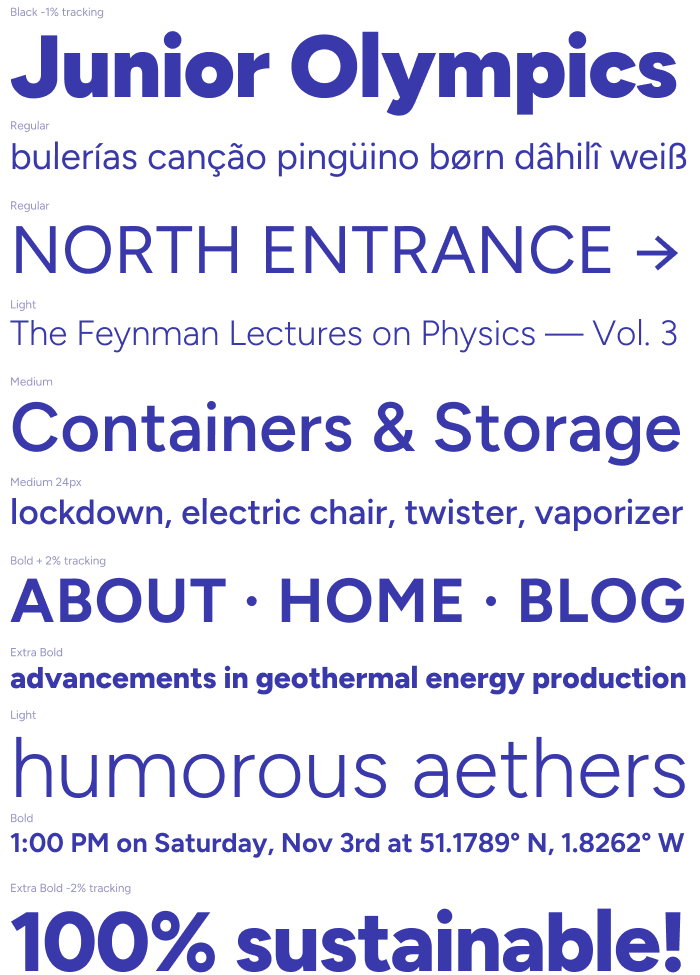 Black -1% tracking
Junior Olympics
Regular
bulerías canção pingüino børn dâhilî weiß
Regular
NORTH ENTRANCE →
Light
The Feynman Lectures on Physics — Vol. 3
Medium
Containers & Storage
Medium 24px
lockdown, electric chair, twister, vaporizer
Bold + 2% tracking
ABOUT · HOME · BLOG
Extra Bold
advancements in geothermal energy production
Light
humorous aethers
Bold
1:00 PM on Saturday, Nov 3rd at 51.1789° N, 1.8262° W
Extra Bold -2% tracking
100% sustainable!